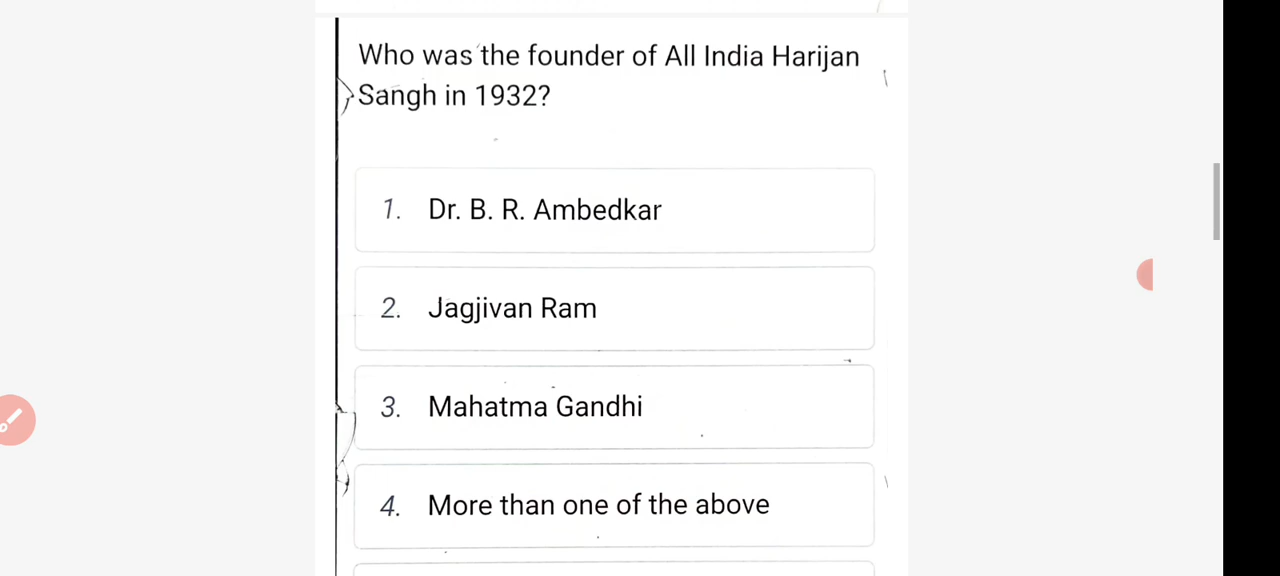 Who was the founder of All India Harijan
Sangh in 1932?
1. Dr. B. R. Ambedkar
2. Jagjivan Ram
3. Mahatma Gandhi
4. More than one of the above